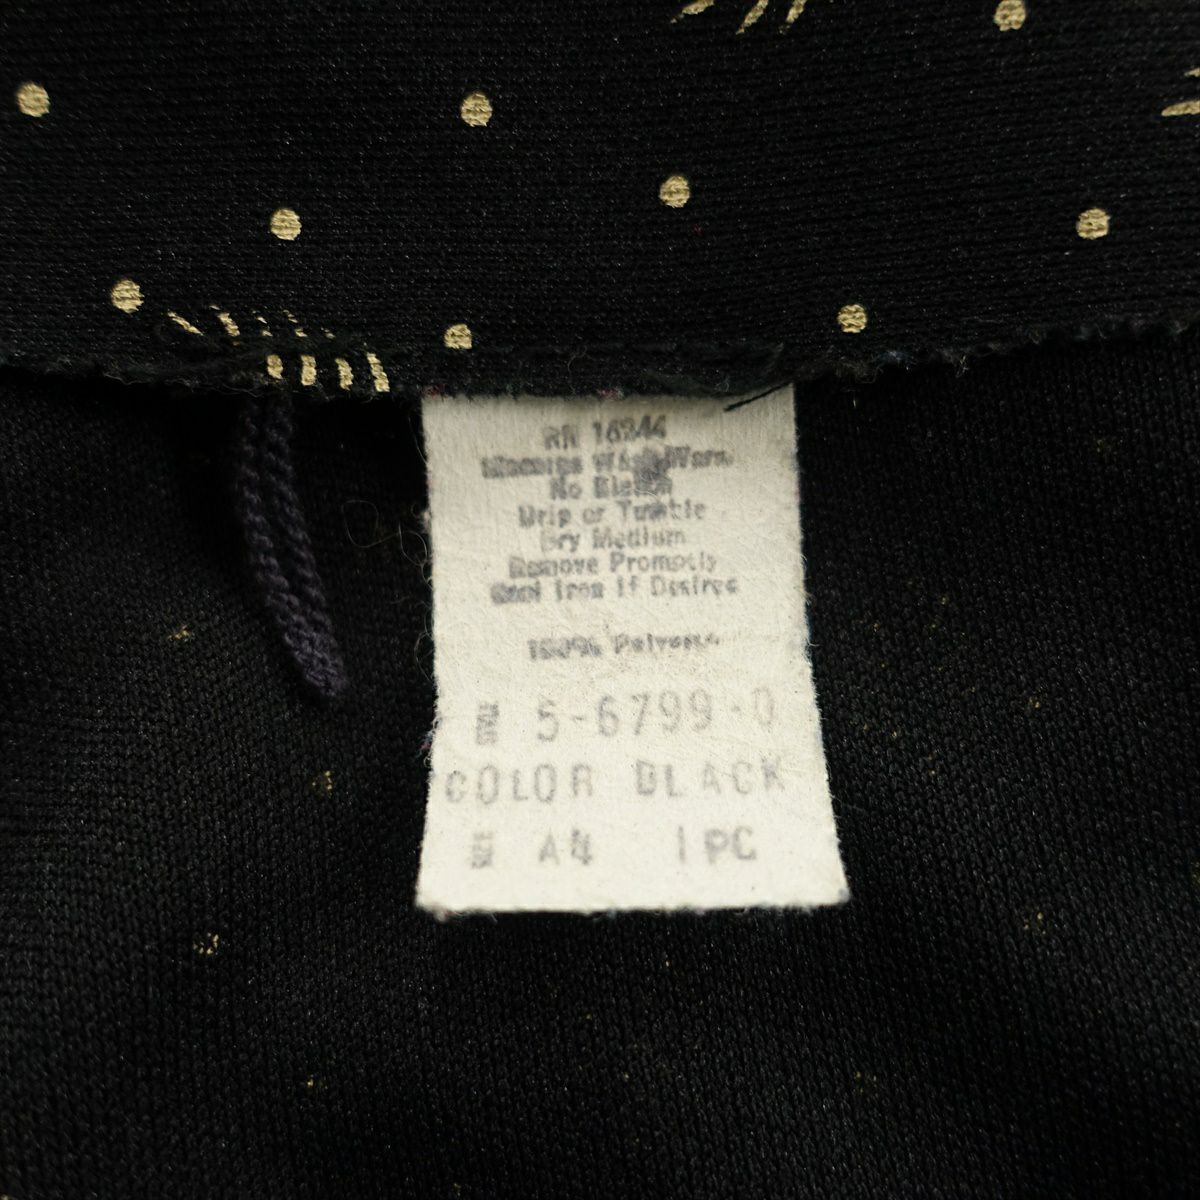 RN 16244
Machine Wash Warm
No Bleach
Drip or Tumble
Dry Medium
Remove Promptly
Cool Iron If Desired
100% Polyester
5-6799-0
COLOR BLACK
A4 1PC